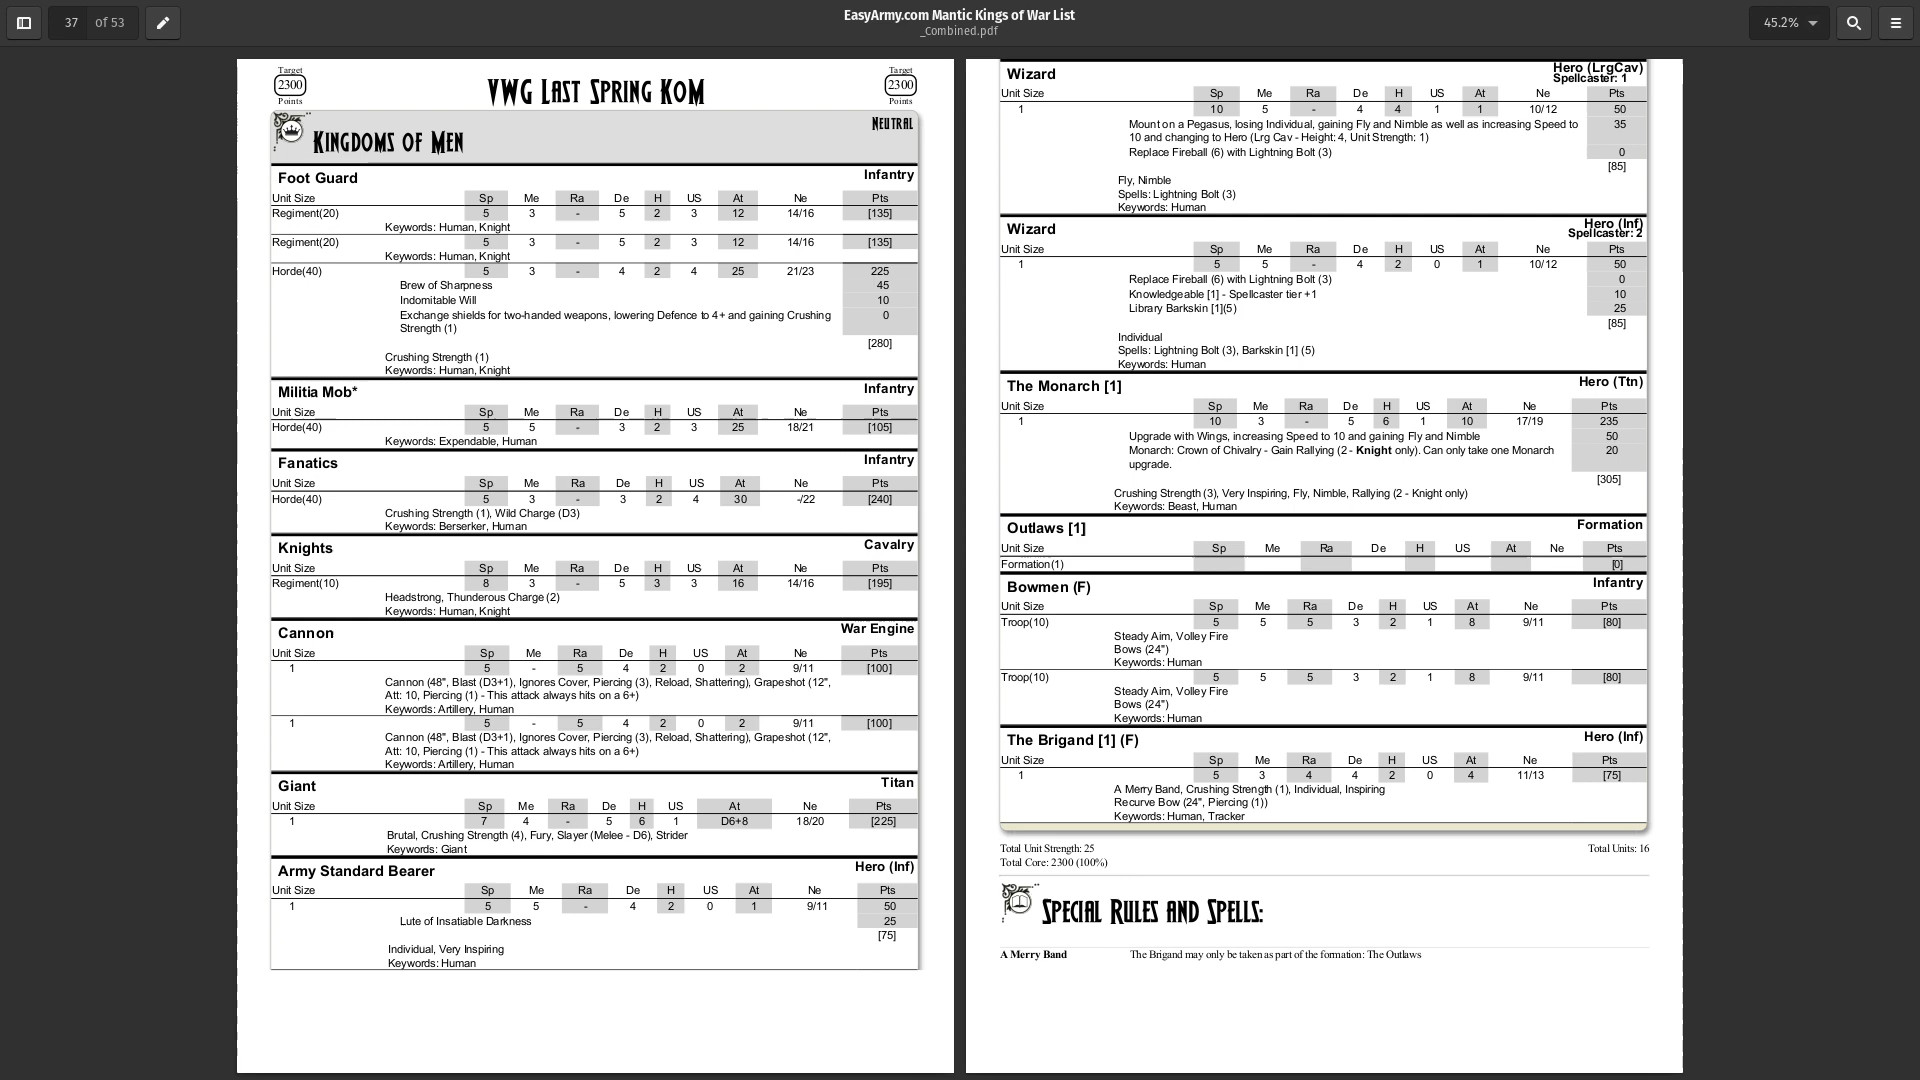 37 of 53
EasyArmy.com Mantic Kings of War List
_Combined.pdf
45.2%
Target
2300
Points
VWG Last Spring KoM
Target
2300
Points
Kingdoms of Men
Neutral
Foot Guard Infantry
Unit Size Sp Me Ra De H US At Ne Pts
Regiment(20) 5 3 - 5 2 3 12 14/16 [135]
Keywords: Human, Knight
Regiment(20) 5 3 - 5 2 3 12 14/16 [135]
Keywords: Human, Knight
Horde(40) 5 3 - 4 2 4 25 21/23 225
Brew of Sharpness 45
Indomitable Will 10
Exchange shields for two-handed weapons, lowering Defence to 4+ and gaining Crushing 0
Strength (1)
[280]
Crushing Strength (1)
Keywords: Human, Knight
Militia Mob* Infantry
Unit Size Sp Me Ra De H US At Ne Pts
Horde(40) 5 5 - 3 2 3 25 18/21 [105]
Keywords: Expendable, Human
Fanatics Infantry
Unit Size Sp Me Ra De H US At Ne Pts
Horde(40) 5 3 - 3 2 4 30 -/22 [240]
Crushing Strength (1), Wild Charge (D3)
Keywords: Berserker, Human
Knights Cavalry
Unit Size Sp Me Ra De H US At Ne Pts
Regiment(10) 8 3 - 5 3 3 16 14/16 [195]
Headstrong, Thunderous Charge (2)
Keywords: Human, Knight
Cannon War Engine
Unit Size Sp Me Ra De H US At Ne Pts
1 5 - 5 4 2 0 2 9/11 [100]
Cannon (48", Blast (D3+1), Ignores Cover, Piercing (3), Reload, Shattering), Grapeshot (12",
Att: 10, Piercing (1) - This attack always hits on a 6+)
Keywords: Artillery, Human
1 5 - 5 4 2 0 2 9/11 [100]
Cannon (48", Blast (D3+1), Ignores Cover, Piercing (3), Reload, Shattering), Grapeshot (12",
Att: 10, Piercing (1) - This attack always hits on a 6+)
Keywords: Artillery, Human
Giant Titan
Unit Size Sp Me Ra De H US At Ne Pts
1 7 4 - 5 6 1 D6+8 18/20 [225]
Brutal, Crushing Strength (4), Fury, Slayer (Melee - D6), Strider
Keywords: Giant
Army Standard Bearer Hero (Inf)
Unit Size Sp Me Ra De H US At Ne Pts
1 5 5 - 4 2 0 1 9/11 50
Lute of Insatiable Darkness 25
[75]
Individual, Very Inspiring
Keywords: Human
Wizard Hero (LrgCav)
Spellcaster: 1
Unit Size Sp Me Ra De H US At Ne Pts
1 10 5 - 4 4 1 1 10/12 50
Mount on a Pegasus, losing Individual, gaining Fly and Nimble as well as increasing Speed to 35
10 and changing to Hero (Lrg Cav - Height: 4, Unit Strength: 1)
Replace Fireball (6) with Lightning Bolt (3) 0
[85]
Fly, Nimble
Spells: Lightning Bolt (3)
Keywords: Human
Wizard Hero (Inf)
Spellcaster: 2
Unit Size Sp Me Ra De H US At Ne Pts
1 5 5 - 4 2 0 1 10/12 50
Replace Fireball (6) with Lightning Bolt (3) 0
Knowledgeable [1] - Spellcaster tier +1 10
Library Barkskin [1](5) 25
[85]
Individual
Spells: Lightning Bolt (3), Barkskin [1] (5)
Keywords: Human
The Monarch [1] Hero (Ttn)
Unit Size Sp Me Ra De H US At Ne Pts
1 10 3 - 5 6 1 10 17/19 235
Upgrade with Wings, increasing Speed to 10 and gaining Fly and Nimble 50
Monarch: Crown of Chivalry - Gain Rallying (2 - Knight only). Can only take one Monarch 20
upgrade.
[305]
Crushing Strength (3), Very Inspiring, Fly, Nimble, Rallying (2 - Knight only)
Keywords: Beast, Human
Outlaws [1] Formation
Unit Size Sp Me Ra De H US At Ne Pts
Formation(1) [0]
Bowmen (F) Infantry
Unit Size Sp Me Ra De H US At Ne Pts
Troop(10) 5 5 5 3 2 1 8 9/11 [80]
Steady Aim, Volley Fire
Bows (24")
Keywords: Human
Troop(10) 5 5 5 3 2 1 8 9/11 [80]
Steady Aim, Volley Fire
Bows (24")
Keywords: Human
The Brigand [1] (F) Hero (Inf)
Unit Size Sp Me Ra De H US At Ne Pts
1 5 3 4 4 2 0 4 11/13 [75]
A Merry Band, Crushing Strength (1), Individual, Inspiring
Recurve Bow (24", Piercing (1))
Keywords: Human, Tracker
Total Unit Strength: 25 Total Units: 16
Total Core: 2300 (100%)
Special Rules and Spells:
A Merry Band The Brigand may only be taken as part of the formation: The Outlaws